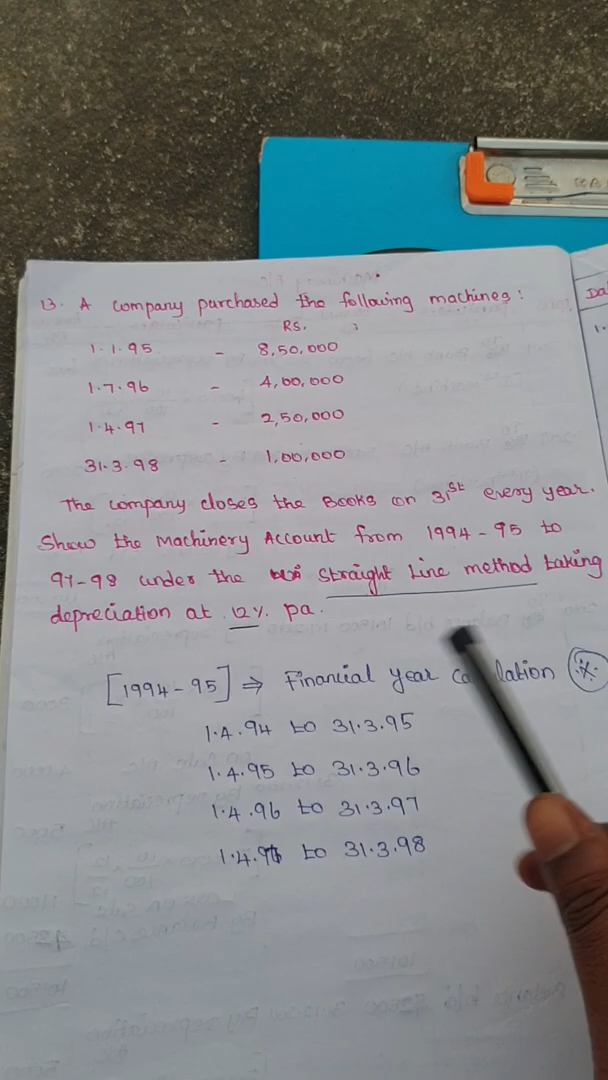 13. A company purchased the following machines:
RS.
1.1.95 - 8,50,000
1.7.96 - 4,00,000
1.4.97 - 2,50,000
31.3.98 - 1,00,000
The company closes the Books on 31st every year.
Show the Machinery Account from 1994-95 to
97-98 under the Straight Line method taking
depreciation at 12% pa.
[1994-95] ⇒ Financial year
1.4.94 to 31.3.95
1.4.95 to 31.3.96
1.4.96 to 31.3.97
1.4.97 to 31.3.98
Da
1.